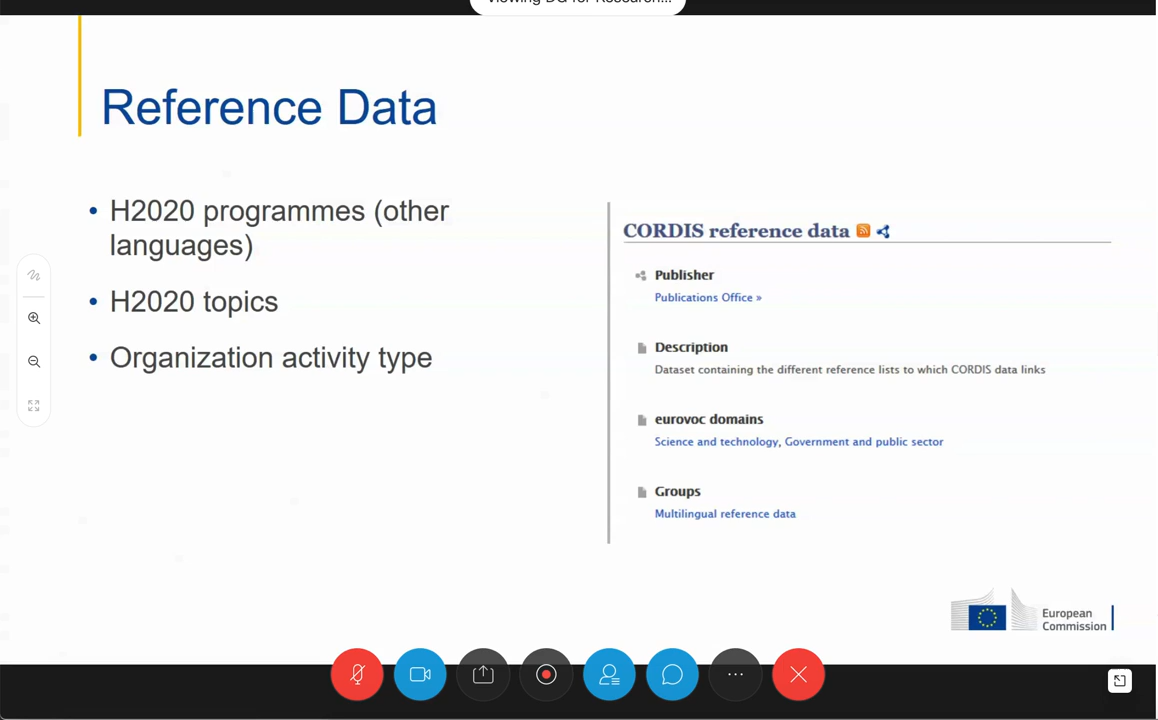 Viewing DG for Research...
Reference Data
• H2020 programmes (other
languages)
• H2020 topics
• Organization activity type
CORDIS reference data
Publisher
Publications Office »
Description
Dataset containing the different reference lists to which CORDIS data links
eurovoc domains
Science and technology, Government and public sector
Groups
Multilingual reference data
European
Commission